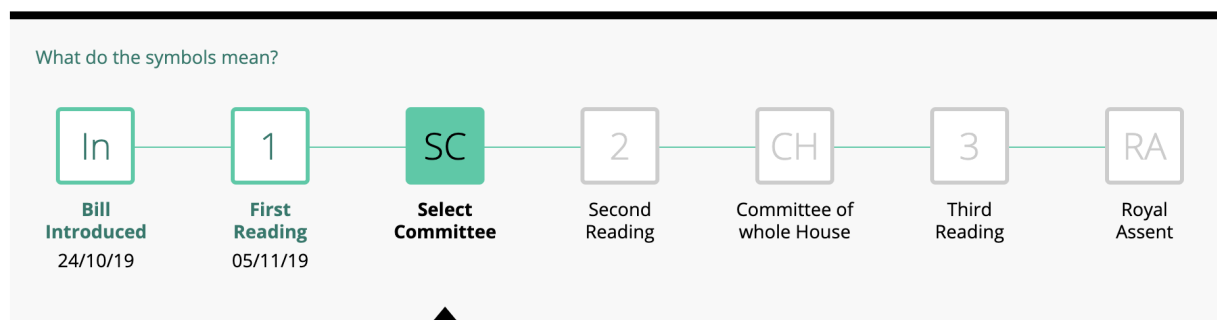 What do the symbols mean?
In
1
SC
2
CH
3
RA
Bill
Introduced
24/10/19
First
Reading
05/11/19
Select
Committee
Second
Reading
Committee of
whole House
Third
Reading
Royal
Assent